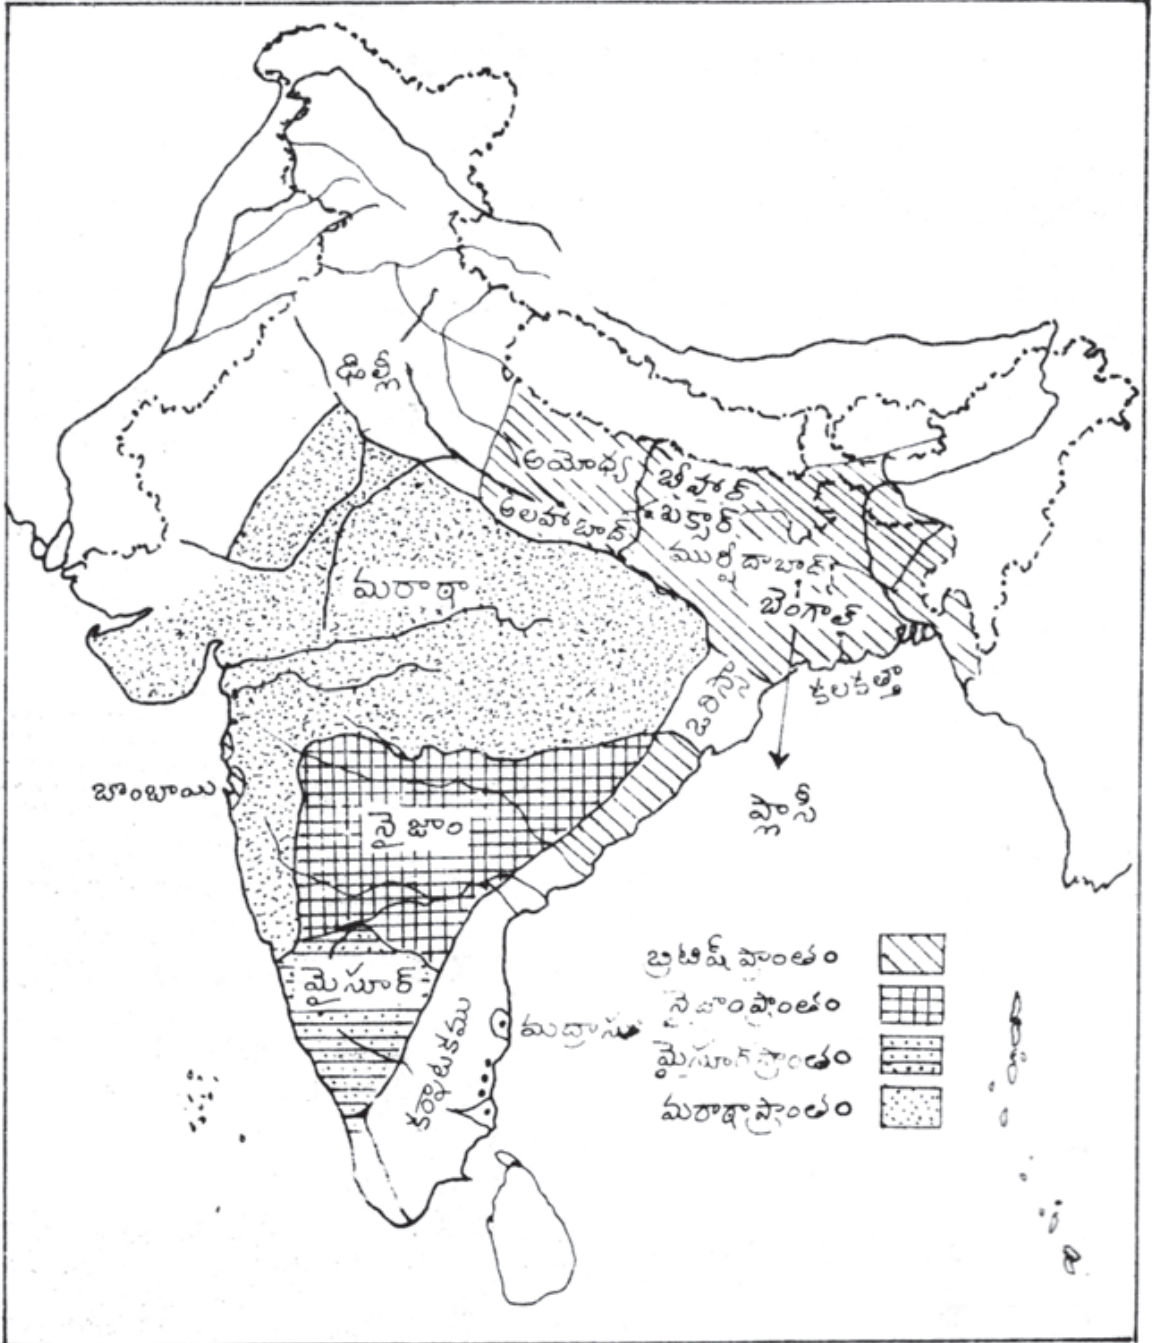 ఢిల్లీ
అయోధ్య
బీహార్
అలహాబాద్
బక్సార్
ముర్షీదాబాద్
బెంగాల్
మరాఠా
ఒరిస్సా
కలకత్తా
బొంబాయి
ప్లాసీ
నైజాం
మైసూర్
కర్ణాటకము
మద్రాసు
బ్రిటిష్ ప్రాంతం
నైజాంప్రాంతం
మైసూర్ ప్రాంతం
మరాఠాప్రాంతం